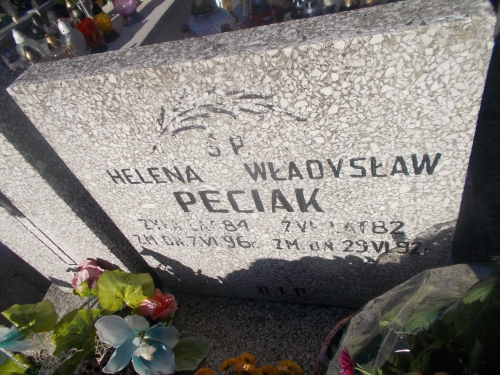 Ś P
HELENA WŁADYSŁAW
PECIAK
ŻYŁA LAT 84 ŻYŁ LAT 82
ZM DN 7 VI 96 r. ZM. DN. 29 VI 92 r.
R I P